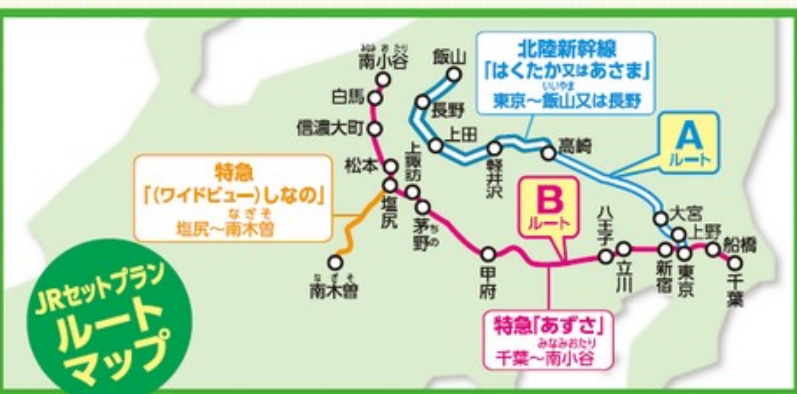 みなみおたり
南小谷
飯山
白馬
長野
信濃大町
上田
松本
上諏訪
軽井沢
高崎
北陸新幹線
「はくたか又はあさま」
いいやま
東京～飯山又は長野
A
ルート
特急
「(ワイドビュー)しなの」
なぎそ
塩尻～南木曽
塩尻
茅野
ちの
B
ルート
八王子
大宮
上野
船橋
甲府
立川
新宿
東京
千葉
なぎそ
南木曽
JRセットプラン
ルート
マップ
特急「あずさ」
みなみおたり
千葉～南小谷